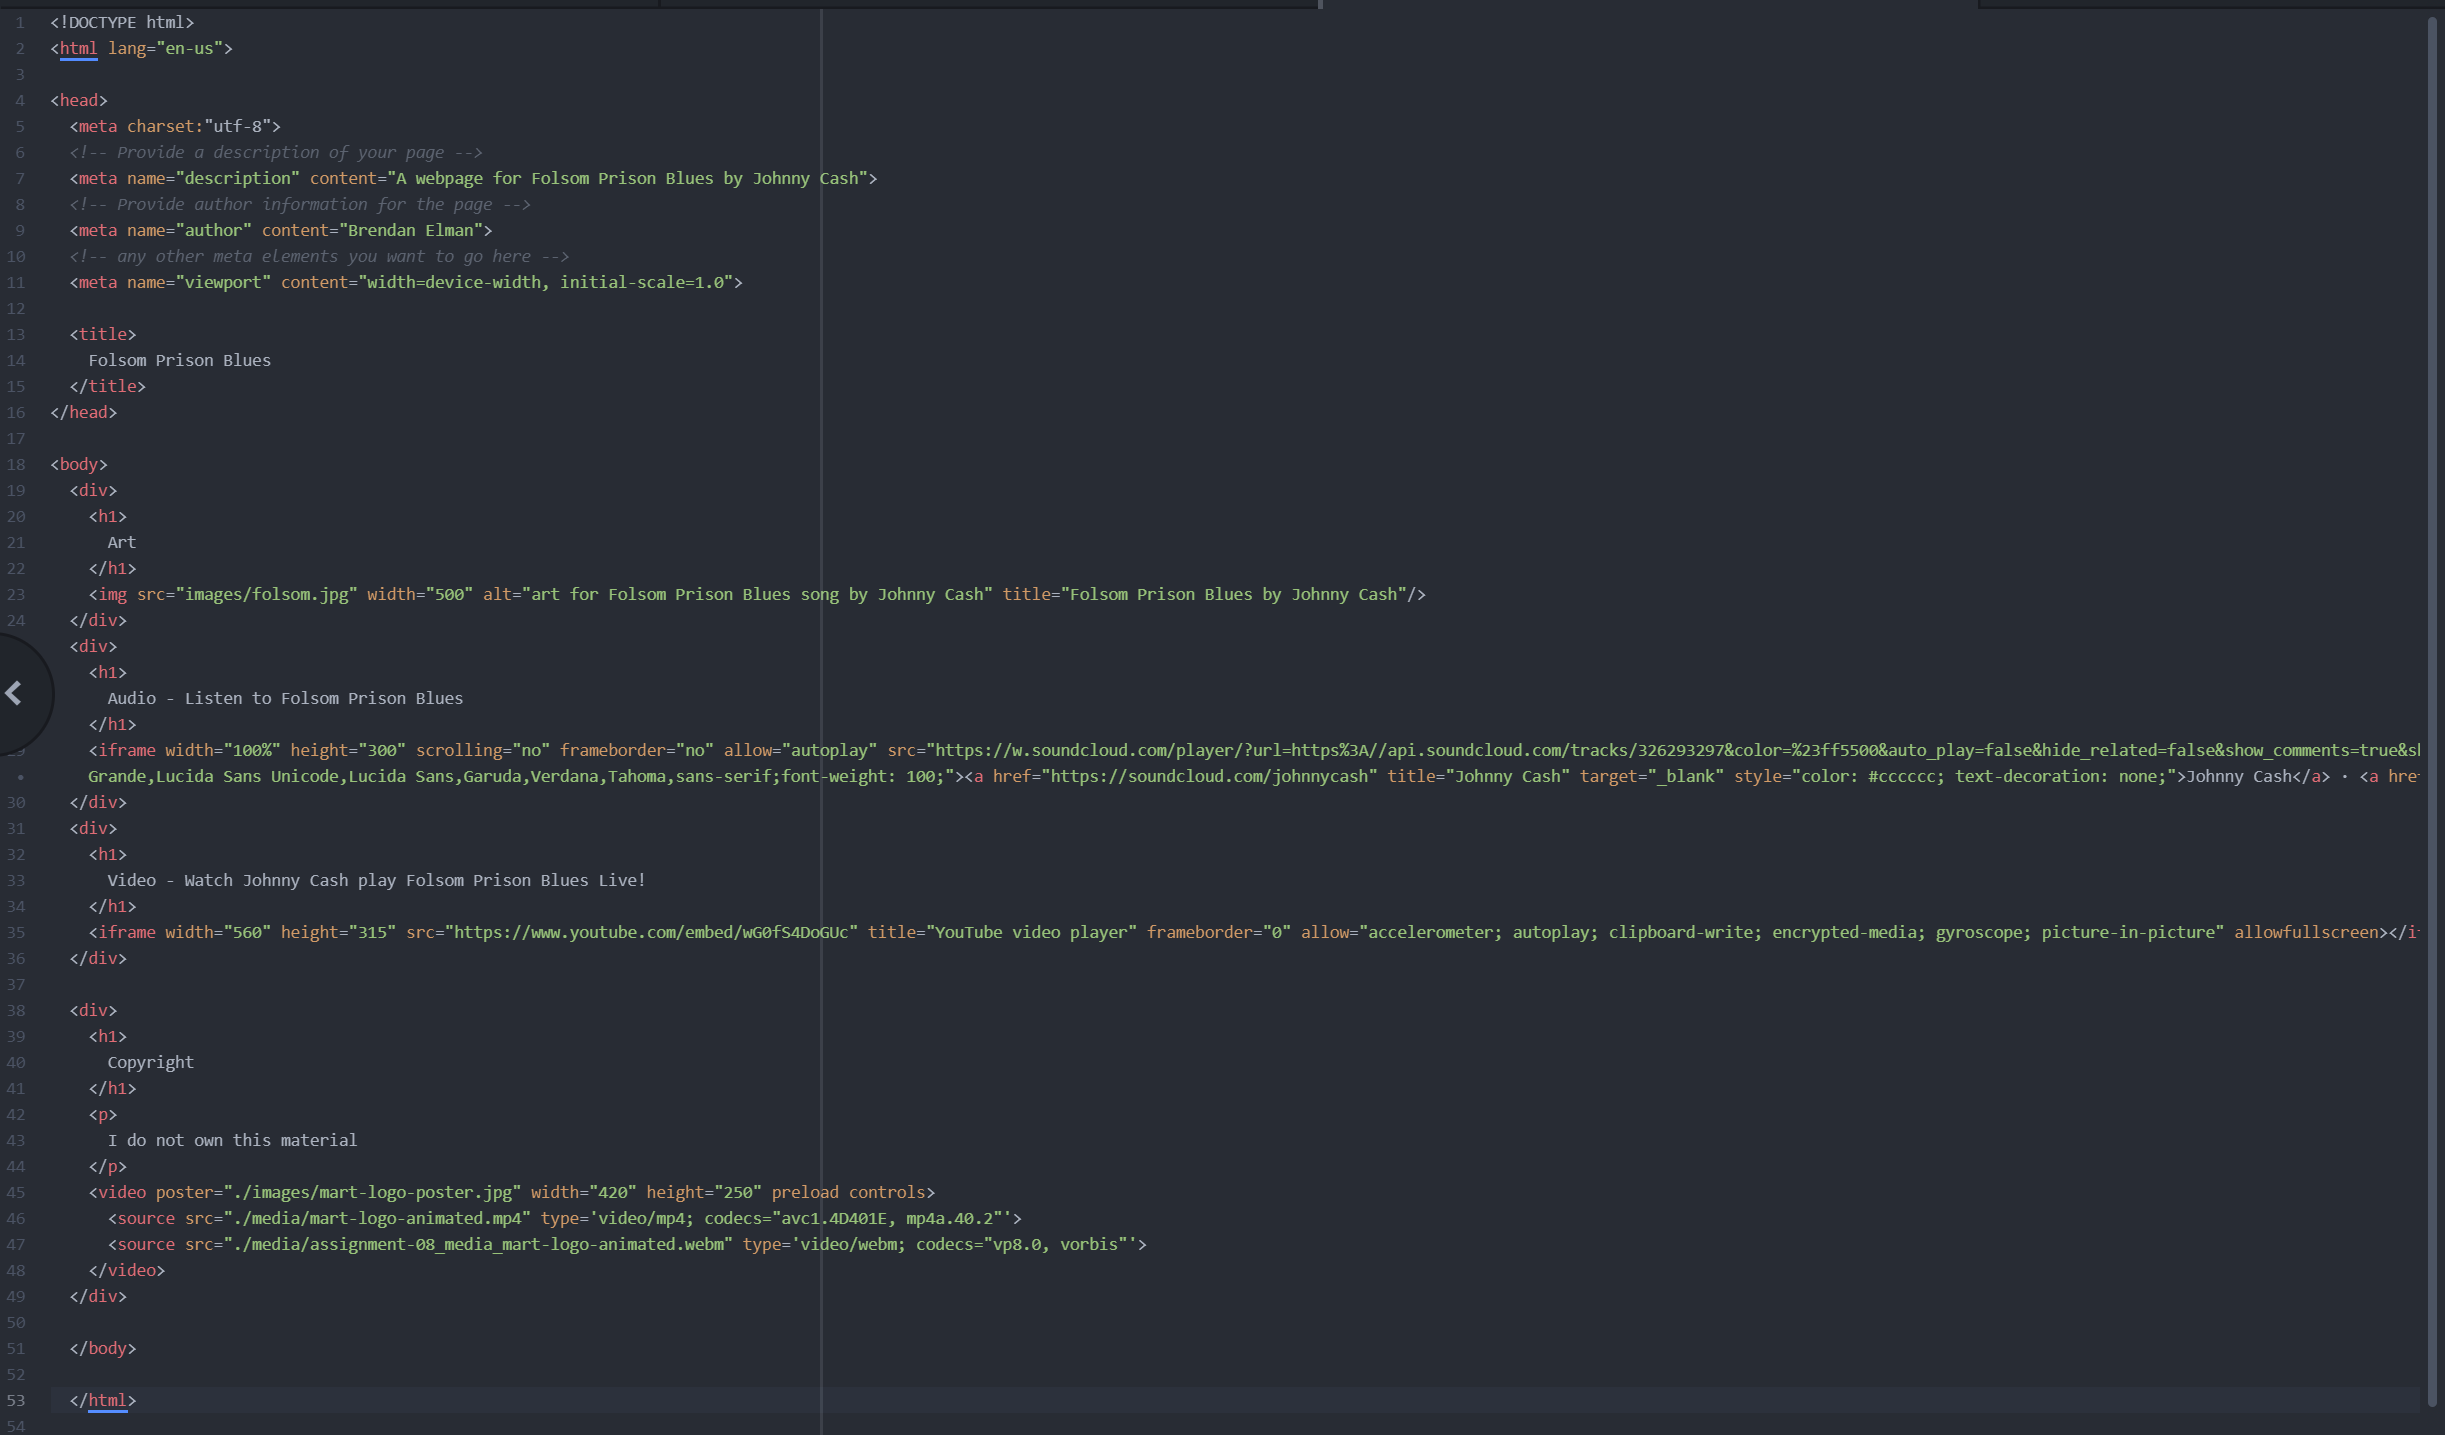 1 <!DOCTYPE html>
2 <html lang="en-us">
3
4 <head>
5 <meta charset:"utf-8">
6 <!-- Provide a description of your page -->
7 <meta name="description" content="A webpage for Folsom Prison Blues by Johnny Cash">
8 <!-- Provide author information for the page -->
9 <meta name="author" content="Brendan Elman">
10 <!-- any other meta elements you want to go here -->
11 <meta name="viewport" content="width=device-width, initial-scale=1.0">
12
13 <title>
14 Folsom Prison Blues
15 </title>
16 </head>
17
18 <body>
19 <div>
20 <h1>
21 Art
22 </h1>
23 <img src="images/folsom.jpg" width="500" alt="art for Folsom Prison Blues song by Johnny Cash" title="Folsom Prison Blues by Johnny Cash"/>
24 </div>
<div>
<h1>
Audio - Listen to Folsom Prison Blues
</h1>
<iframe width="100%" height="300" scrolling="no" frameborder="no" allow="autoplay" src="https://w.soundcloud.com/player/?url=https%3A//api.soundcloud.com/tracks/326293297&color=%23ff5500&auto_play=false&hide_related=false&show_comments=true&s
• Grande,Lucida Sans Unicode,Lucida Sans,Garuda,Verdana,Tahoma,sans-serif;font-weight: 100;"><a href="https://soundcloud.com/johnnycash" title="Johnny Cash" target="_blank" style="color: #cccccc; text-decoration: none;">Johnny Cash</a> · <a hre
30 </div>
31 <div>
32 <h1>
33 Video - Watch Johnny Cash play Folsom Prison Blues Live!
34 </h1>
35 <iframe width="560" height="315" src="https://www.youtube.com/embed/wG0fS4DoGUc" title="YouTube video player" frameborder="0" allow="accelerometer; autoplay; clipboard-write; encrypted-media; gyroscope; picture-in-picture" allowfullscreen></i
36 </div>
37
38 <div>
39 <h1>
40 Copyright
41 </h1>
42 <p>
43 I do not own this material
44 </p>
45 <video poster="./images/mart-logo-poster.jpg" width="420" height="250" preload controls>
46 <source src="./media/mart-logo-animated.mp4" type='video/mp4; codecs="avc1.4D401E, mp4a.40.2"'>
47 <source src="./media/assignment-08_media_mart-logo-animated.webm" type='video/webm; codecs="vp8.0, vorbis"'>
48 </video>
49 </div>
50
51 </body>
52
53 </html>
54